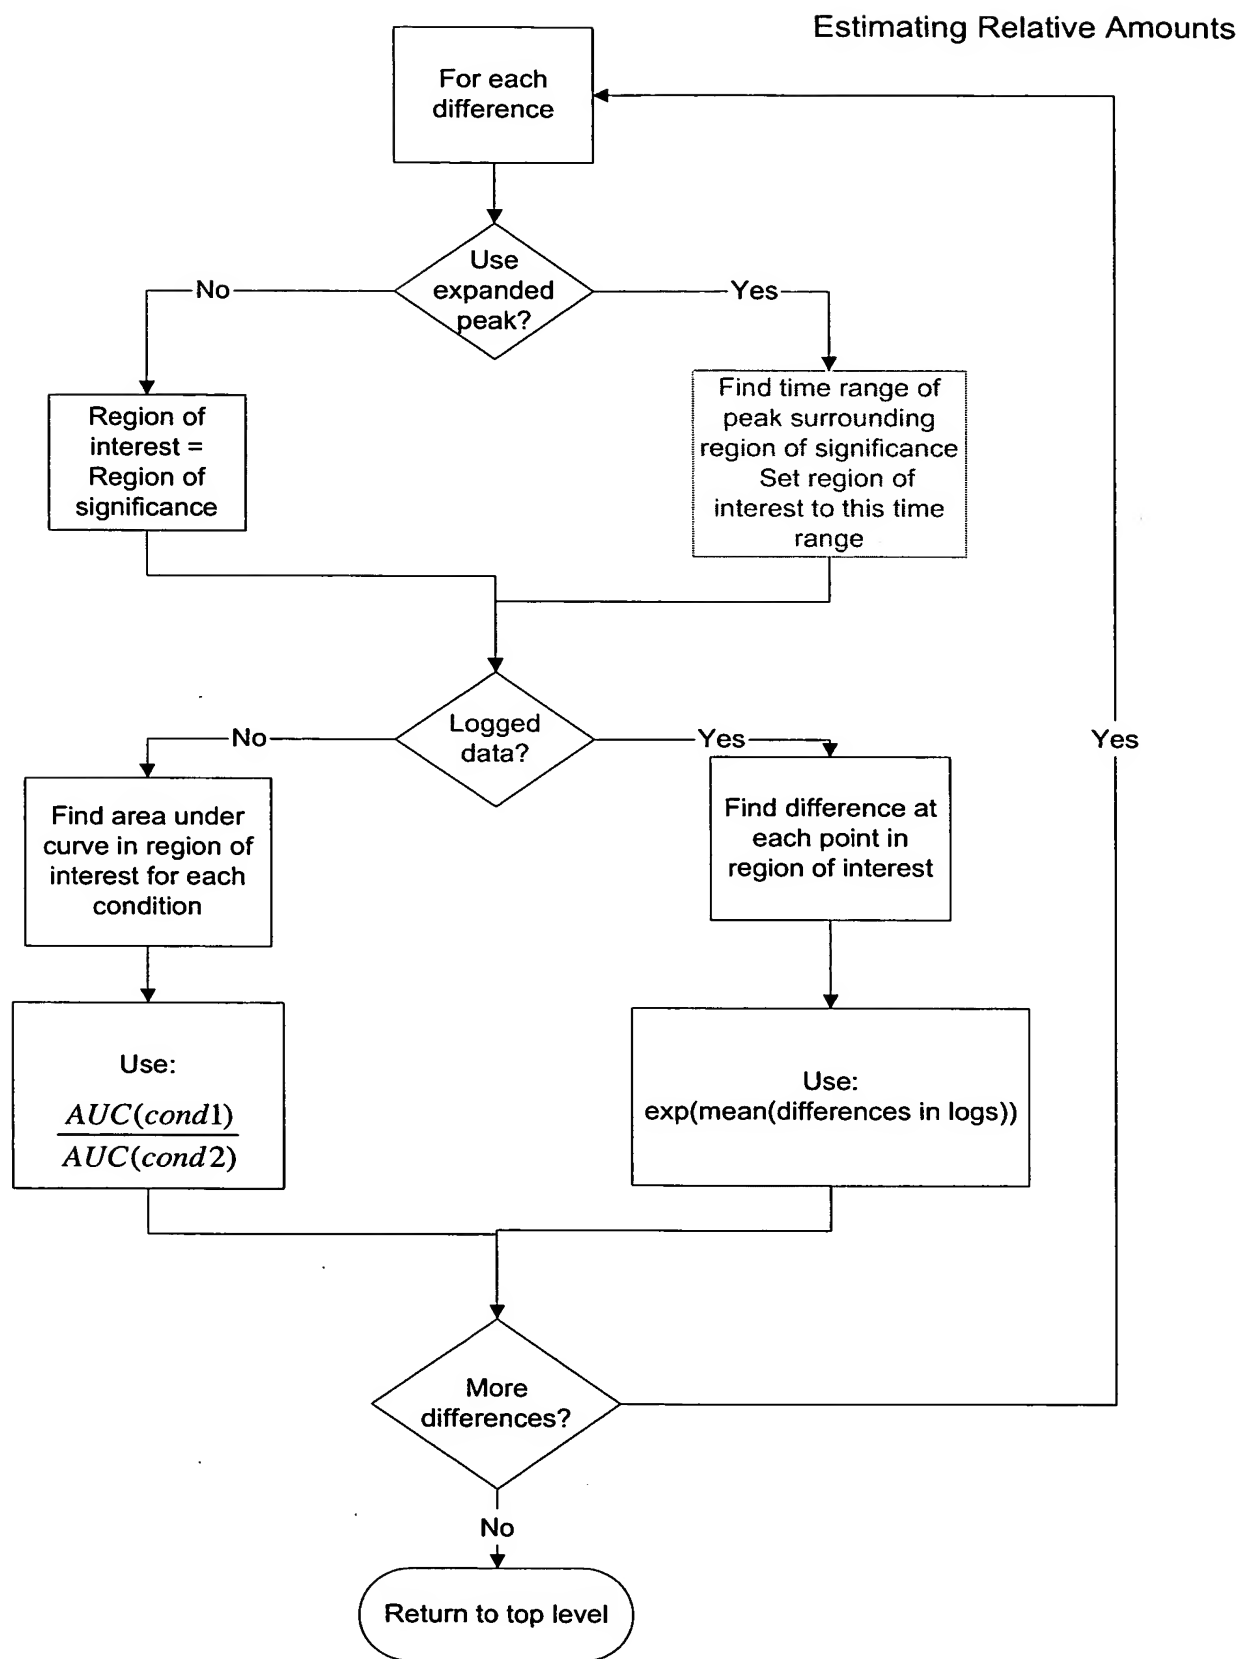 Estimating Relative Amounts
For each
difference
Use
expanded
peak?
No
Yes
Region of
interest =
Region of
significance
Find time range of
peak surrounding
region of significance
Set region of
interest to this time
range
Logged
data?
No
Yes
Yes
Find area under
curve in region of
interest for each
condition
Find difference at
each point in
region of interest
Use:
AUC(cond1)
AUC(cond2)
Use:
exp(mean(differences in logs))
More
differences?
No
Return to top level